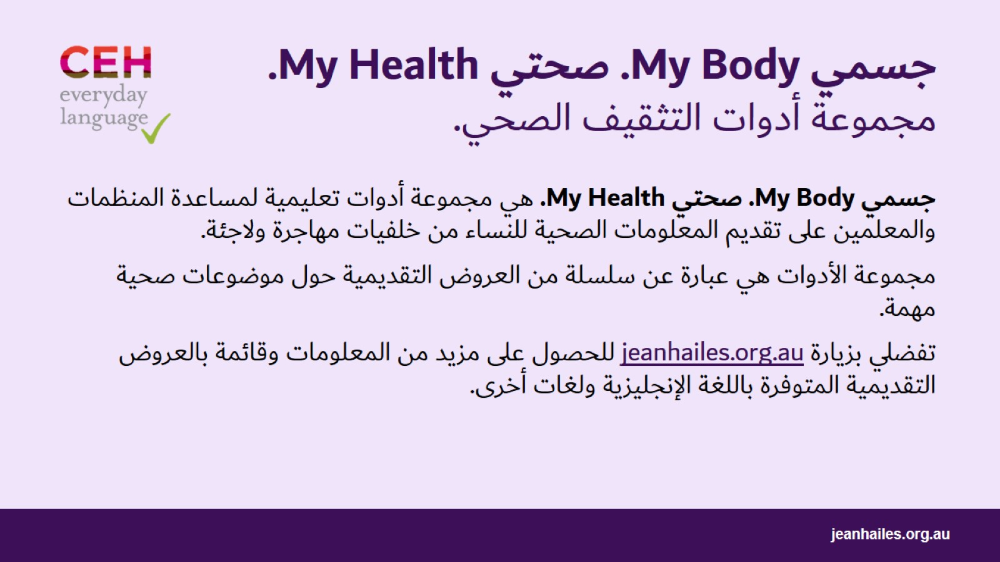 CEH
everyday
language
جسمي My Body. صحتي My Health.
مجموعة أدوات التثقيف الصحي.
جسمي My Body. صحتي My Health. هي مجموعة أدوات تعليمية لمساعدة المنظمات
والمعلمين على تقديم المعلومات الصحية للنساء من خلفيات مهاجرة ولاجئة.
مجموعة الأدوات هي عبارة عن سلسلة من العروض التقديمية حول موضوعات صحية
مهمة.
تفضلي بزيارة jeanhailes.org.au للحصول على مزيد من المعلومات وقائمة بالعروض
التقديمية المتوفرة باللغة الإنجليزية ولغات أخرى.
jeanhailes.org.au